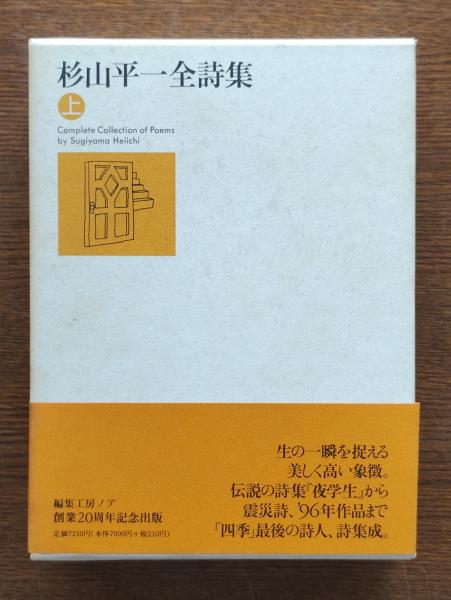 杉山平一全詩集
上
Complete Collection of Poems
by Sugiyama Heiichi
生の一瞬を捉える
美しく高い象徴。
伝説の詩集『夜学生』から
震災詩、'96年作品まで
「四季」最後の詩人、詩集成。
編集工房ノア
創業20周年記念出版
定価7210円(本体7000円+税210円)